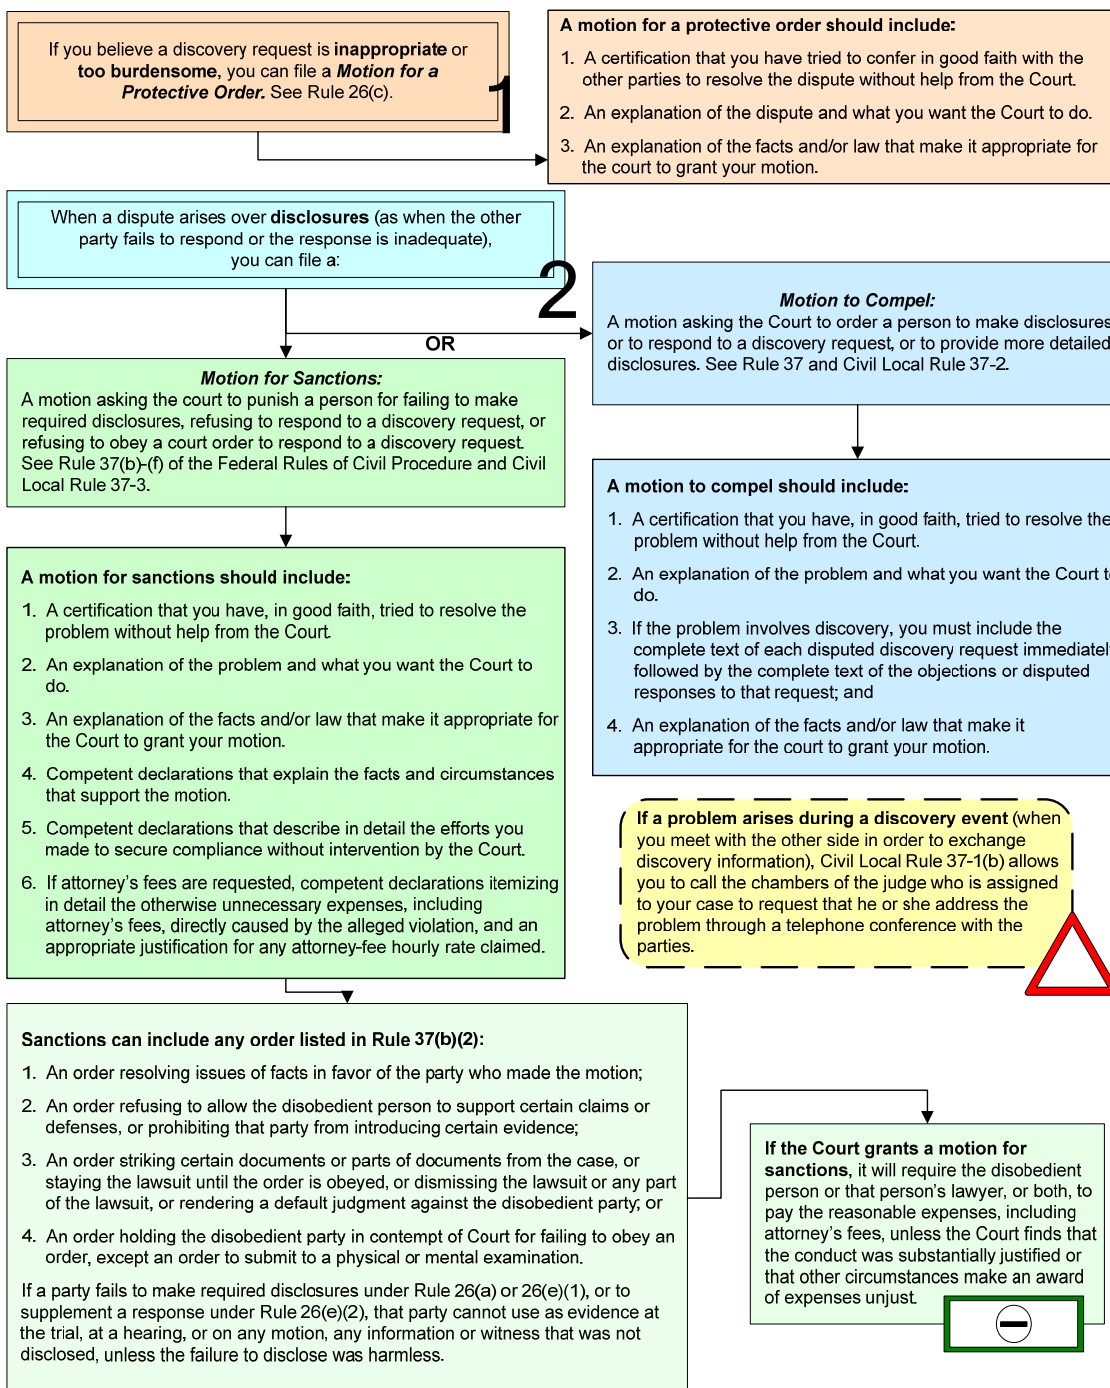 If you believe a discovery request is inappropriate or
too burdensome, you can file a Motion for a
Protective Order. See Rule 26(c).
1
A motion for a protective order should include:
1. A certification that you have tried to confer in good faith with the
other parties to resolve the dispute without help from the Court.
2. An explanation of the dispute and what you want the Court to do.
3. An explanation of the facts and/or law that make it appropriate for
the court to grant your motion.
When a dispute arises over disclosures (as when the other
party fails to respond or the response is inadequate),
you can file a:
2
OR
Motion to Compel:
A motion asking the Court to order a person to make disclosures
or to respond to a discovery request, or to provide more detailed
disclosures. See Rule 37 and Civil Local Rule 37-2.
Motion for Sanctions:
A motion asking the court to punish a person for failing to make
required disclosures, refusing to respond to a discovery request, or
refusing to obey a court order to respond to a discovery request.
See Rule 37(b)-(f) of the Federal Rules of Civil Procedure and Civil
Local Rule 37-3.
A motion to compel should include:
1. A certification that you have, in good faith, tried to resolve the
problem without help from the Court.
2. An explanation of the problem and what you want the Court to
do.
3. If the problem involves discovery, you must include the
complete text of each disputed discovery request immediately
followed by the complete text of the objections or disputed
responses to that request; and
4. An explanation of the facts and/or law that make it
appropriate for the court to grant your motion.
A motion for sanctions should include:
1. A certification that you have, in good faith, tried to resolve the
problem without help from the Court.
2. An explanation of the problem and what you want the Court to
do.
3. An explanation of the facts and/or law that make it appropriate for
the Court to grant your motion.
4. Competent declarations that explain the facts and circumstances
that support the motion.
5. Competent declarations that describe in detail the efforts you
made to secure compliance without intervention by the Court.
6. If attorney's fees are requested, competent declarations itemizing
in detail the otherwise unnecessary expenses, including
attorney's fees, directly caused by the alleged violation, and an
appropriate justification for any attorney-fee hourly rate claimed.
If a problem arises during a discovery event (when
you meet with the other side in order to exchange
discovery information), Civil Local Rule 37-1(b) allows
you to call the chambers of the judge who is assigned
to your case to request that he or she address the
problem through a telephone conference with the
parties.
Sanctions can include any order listed in Rule 37(b)(2):
1. An order resolving issues of facts in favor of the party who made the motion;
2. An order refusing to allow the disobedient person to support certain claims or
defenses, or prohibiting that party from introducing certain evidence;
3. An order striking certain documents or parts of documents from the case, or
staying the lawsuit until the order is obeyed, or dismissing the lawsuit or any part
of the lawsuit, or rendering a default judgment against the disobedient party; or
4. An order holding the disobedient party in contempt of Court for failing to obey an
order, except an order to submit to a physical or mental examination.
If a party fails to make required disclosures under Rule 26(a) or 26(e)(1), or to
supplement a response under Rule 26(e)(2), that party cannot use as evidence at
the trial, at a hearing, or on any motion, any information or witness that was not
disclosed, unless the failure to disclose was harmless.
If the Court grants a motion for
sanctions, it will require the disobedient
person or that person's lawyer, or both, to
pay the reasonable expenses, including
attorney's fees, unless the Court finds that
the conduct was substantially justified or
that other circumstances make an award
of expenses unjust.